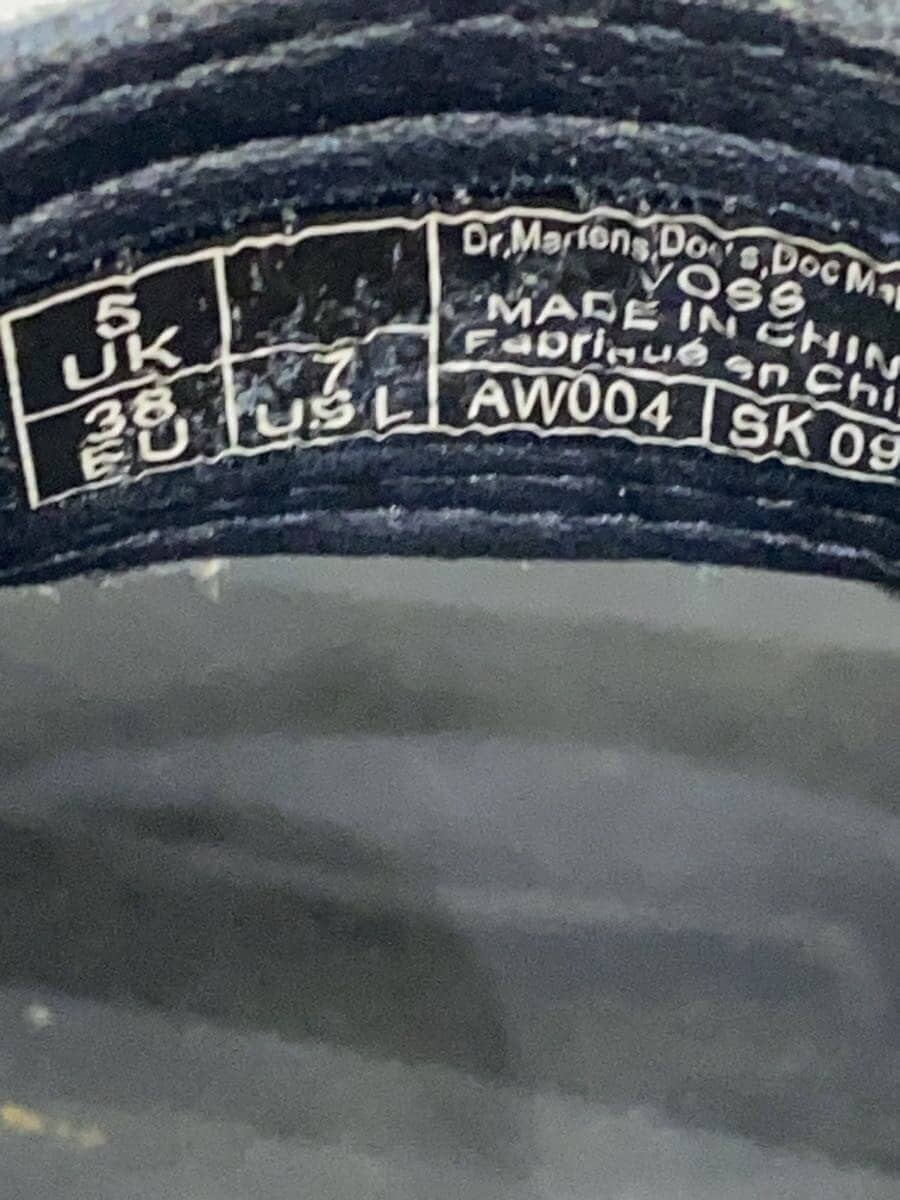 5
UK
38
EU
7
US L
Dr.Martens,Doc's,Doc Mar
VOSS
MADE IN CHIN
Fabriqué en Chi
AW004
SK 09